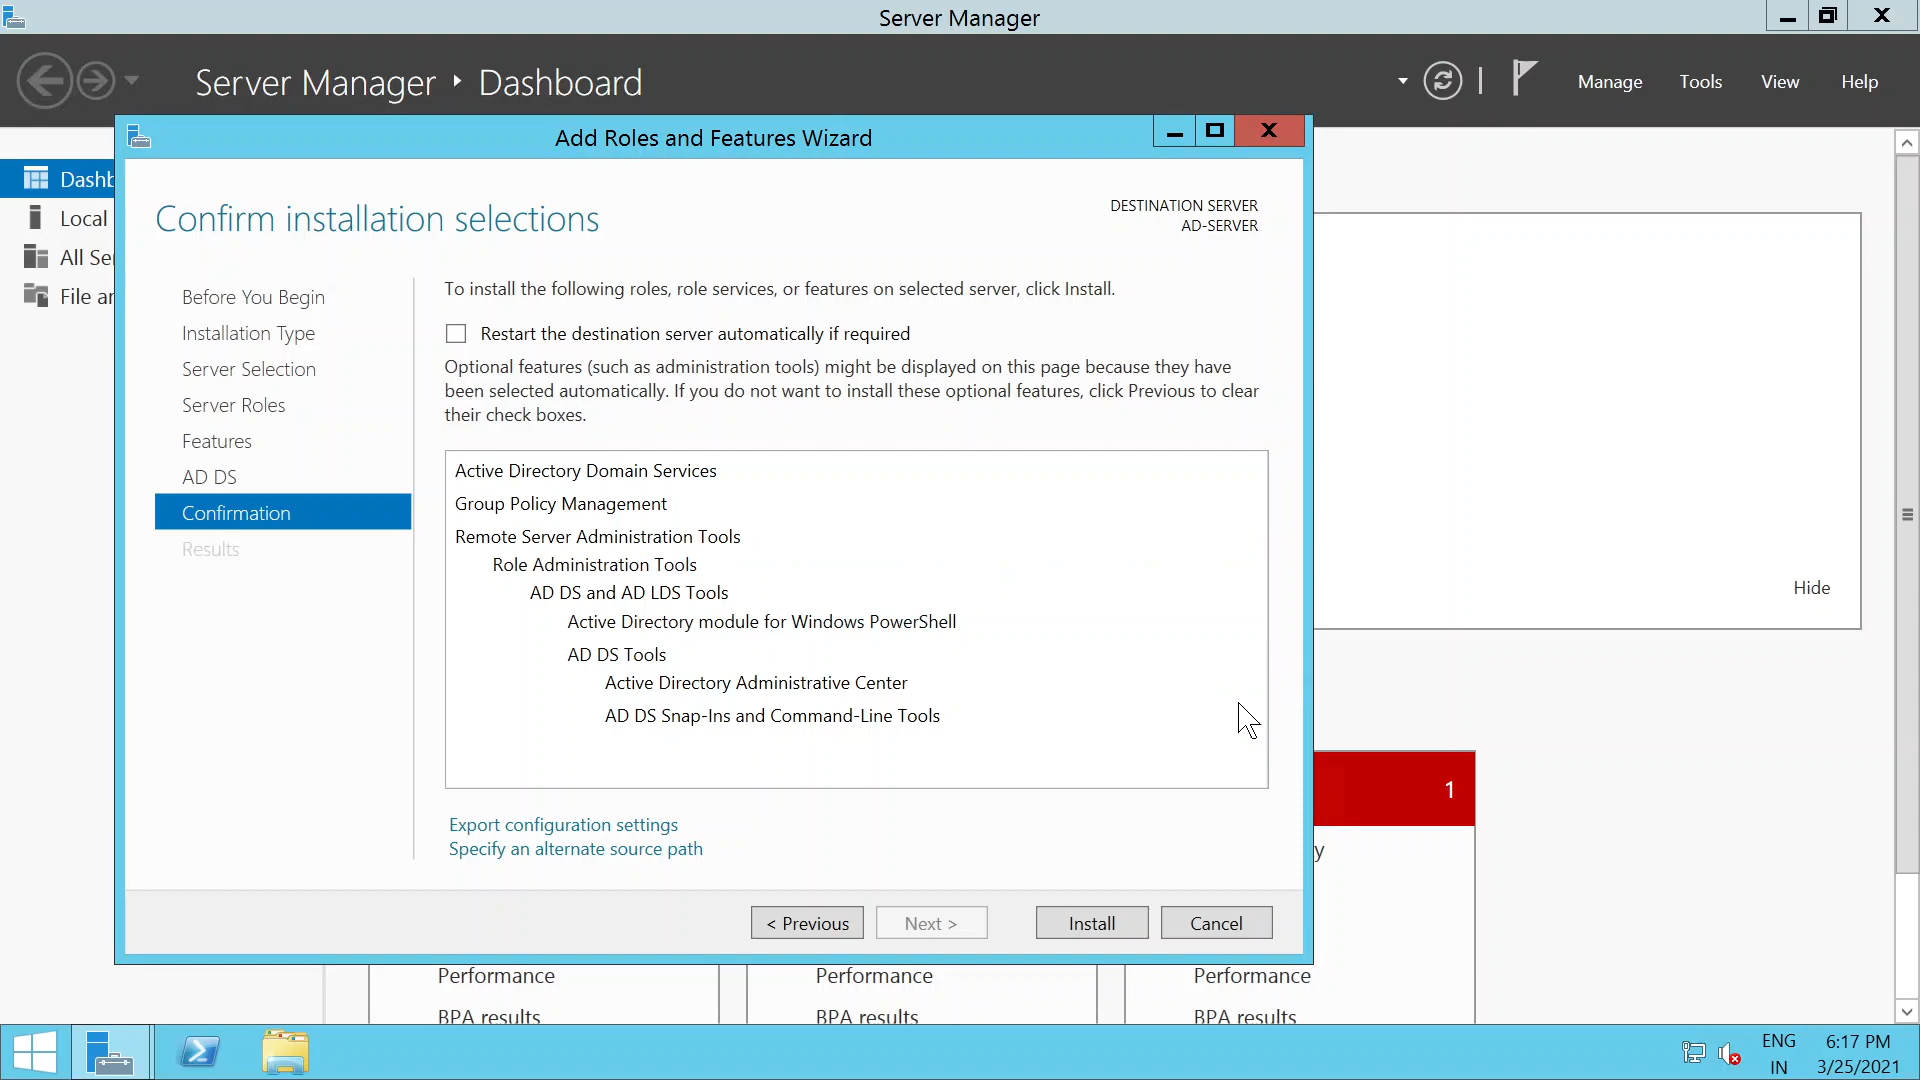 Server Manager
Server Manager ‣ Dashboard
Manage
Tools
View
Help
Add Roles and Features Wizard
Dashb
Local
All Se
File ar
Confirm installation selections
DESTINATION SERVER
AD-SERVER
Before You Begin
Installation Type
Server Selection
Server Roles
Features
AD DS
Confirmation
Results
To install the following roles, role services, or features on selected server, click Install.
Restart the destination server automatically if required
Optional features (such as administration tools) might be displayed on this page because they have
been selected automatically. If you do not want to install these optional features, click Previous to clear
their check boxes.
Active Directory Domain Services
Group Policy Management
Remote Server Administration Tools
Role Administration Tools
AD DS and AD LDS Tools
Active Directory module for Windows PowerShell
AD DS Tools
Active Directory Administrative Center
AD DS Snap-Ins and Command-Line Tools
Export configuration settings
Specify an alternate source path
< Previous
Next >
Install
Cancel
Hide
1
y
Performance
Performance
Performance
BPA results
BPA results
BPA results
ENG
IN
6:17 PM
3/25/2021